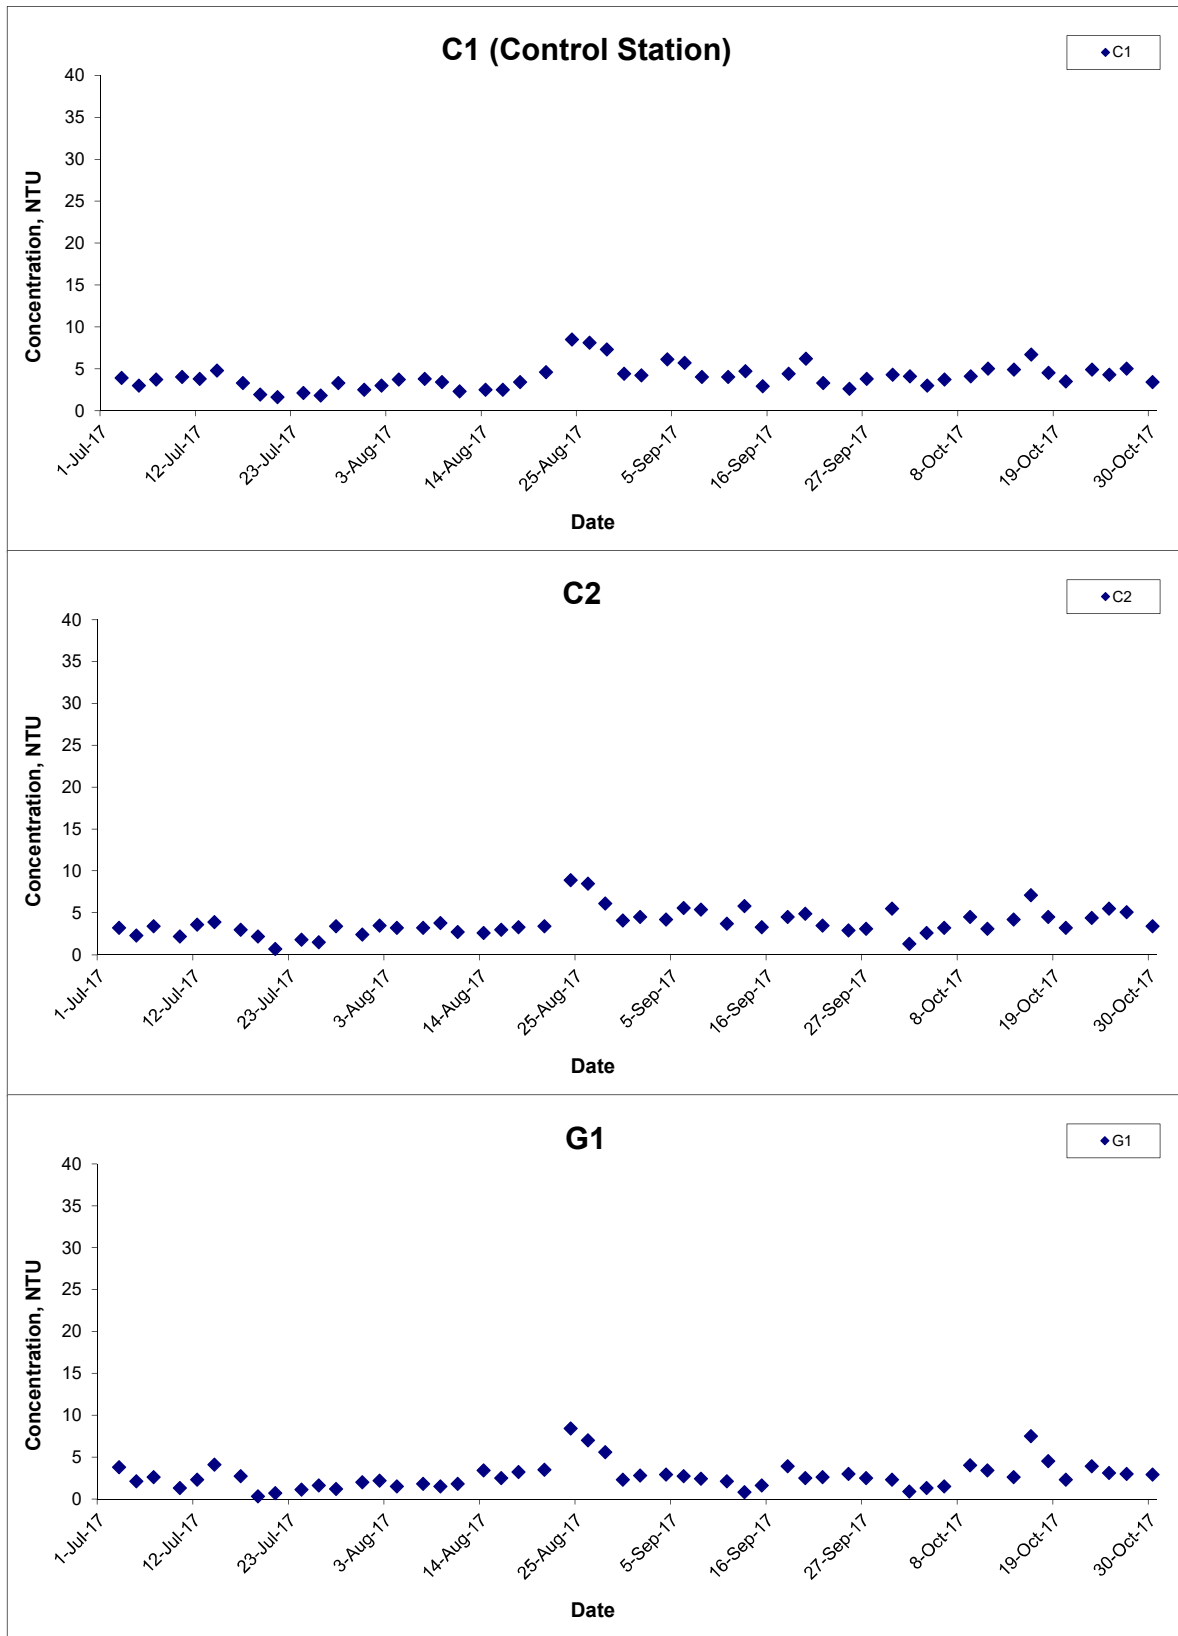 C1 (Control Station)
C1
40
35
30
25
20
15
10
5
0
Concentration, NTU
1-Jul-17
12-Jul-17
23-Jul-17
3-Aug-17
14-Aug-17
25-Aug-17
5-Sep-17
16-Sep-17
27-Sep-17
8-Oct-17
19-Oct-17
30-Oct-17
Date
C2
C2
40
35
30
25
20
15
10
5
0
Concentration, NTU
1-Jul-17
12-Jul-17
23-Jul-17
3-Aug-17
14-Aug-17
25-Aug-17
5-Sep-17
16-Sep-17
27-Sep-17
8-Oct-17
19-Oct-17
30-Oct-17
Date
G1
G1
40
35
30
25
20
15
10
5
0
Concentration, NTU
1-Jul-17
12-Jul-17
23-Jul-17
3-Aug-17
14-Aug-17
25-Aug-17
5-Sep-17
16-Sep-17
27-Sep-17
8-Oct-17
19-Oct-17
30-Oct-17
Date